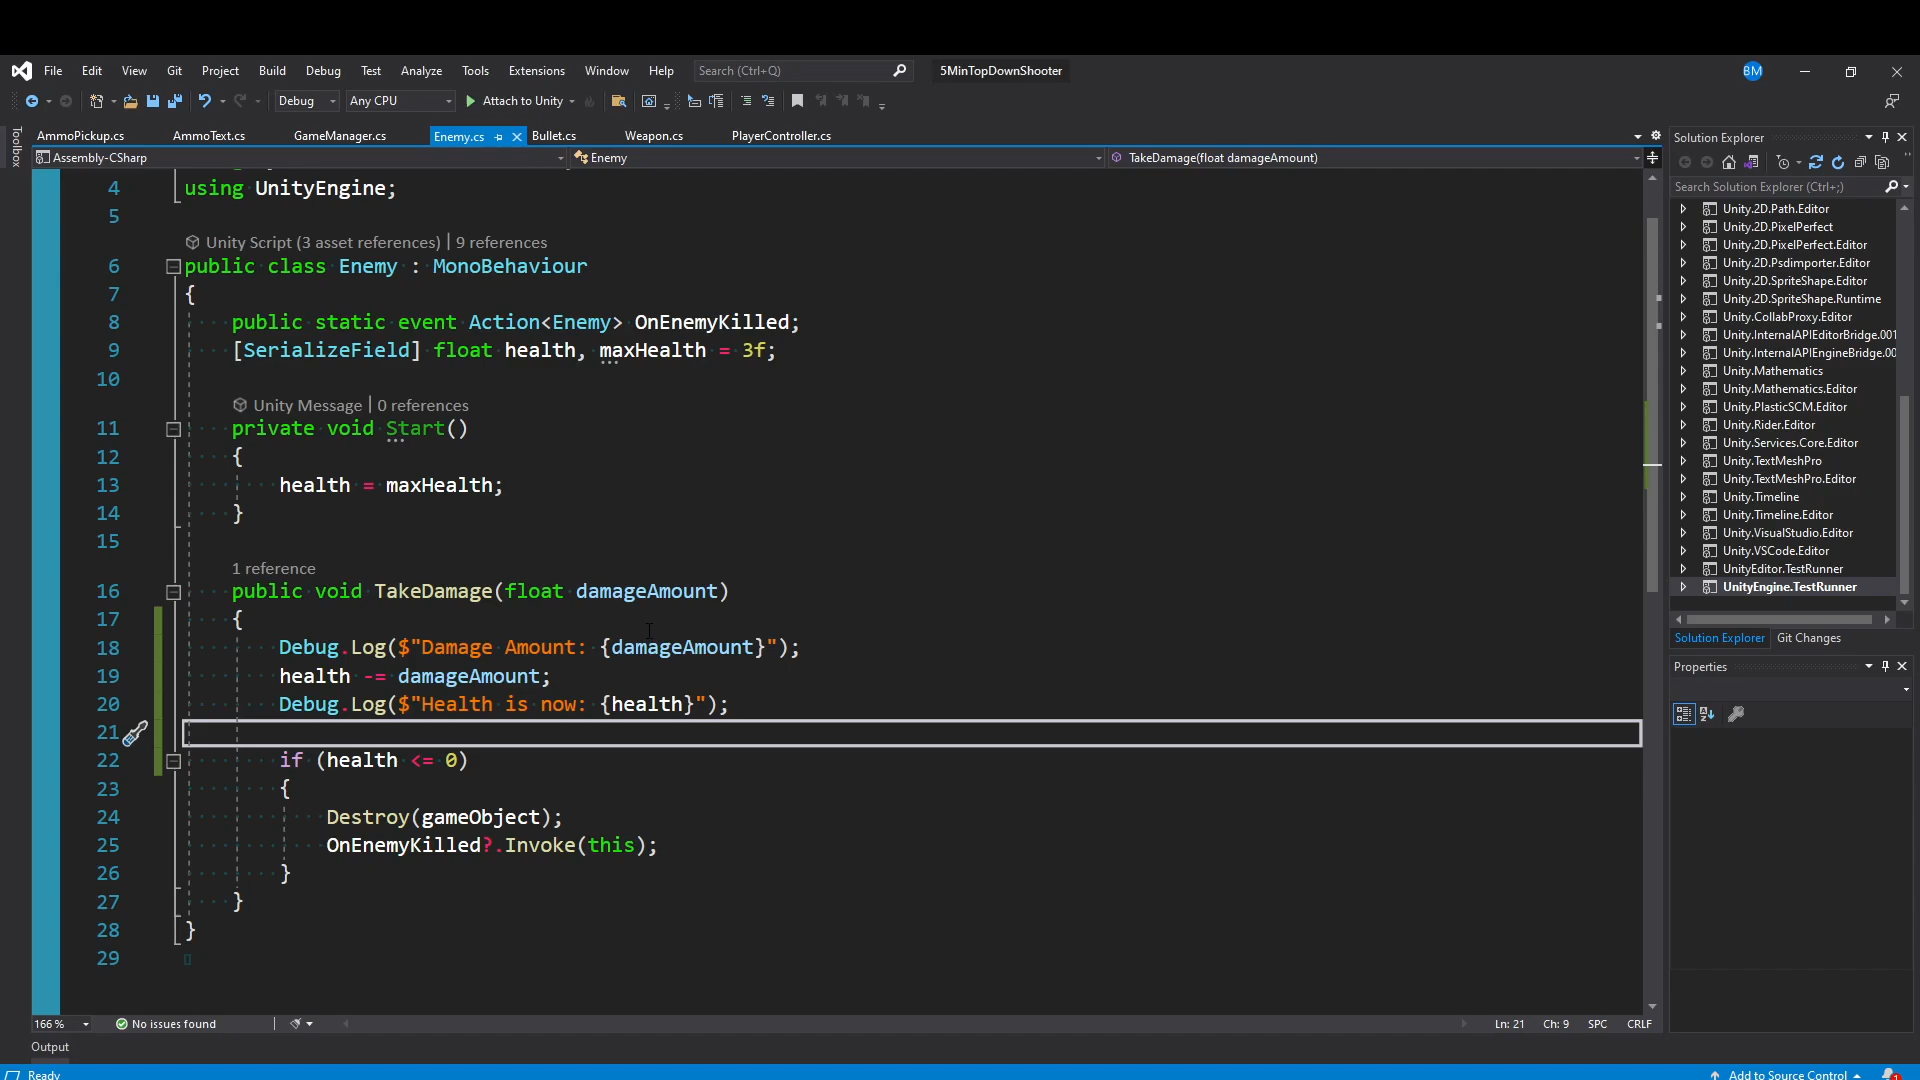 File Edit View Git Project Build Debug Test Analyze Tools Extensions Window Help Search (Ctrl+Q) 5MinTopDownShooter BM
Debug Any CPU Attach to Unity
Toolbox
AmmoPickup.cs AmmoText.cs GameManager.cs Enemy.cs Bullet.cs Weapon.cs PlayerController.cs
Assembly-CSharp Enemy TakeDamage(float damageAmount)
4 using UnityEngine;
5
Unity Script (3 asset references) | 9 references
6 public class Enemy : MonoBehaviour
7 {
8 public static event Action<Enemy> OnEnemyKilled;
9 [SerializeField] float health, maxHealth = 3f;
10
Unity Message | 0 references
11 private void Start()
12 {
13 health = maxHealth;
14 }
15
1 reference
16 public void TakeDamage(float damageAmount)
17 {
18 Debug.Log($"Damage Amount: {damageAmount}");
19 health -= damageAmount;
20 Debug.Log($"Health is now: {health}");
21
22 if (health <= 0)
23 {
24 Destroy(gameObject);
25 OnEnemyKilled?.Invoke(this);
26 }
27 }
28 }
29
166 % No issues found Ln: 21 Ch: 9 SPC CRLF
Output
Ready Add to Source Control 1
Solution Explorer
Search Solution Explorer (Ctrl+;)
Unity.2D.Path.Editor
Unity.2D.PixelPerfect
Unity.2D.PixelPerfect.Editor
Unity.2D.Psdimporter.Editor
Unity.2D.SpriteShape.Editor
Unity.2D.SpriteShape.Runtime
Unity.CollabProxy.Editor
Unity.InternalAPIEditorBridge.001
Unity.InternalAPIEngineBridge.00
Unity.Mathematics
Unity.Mathematics.Editor
Unity.PlasticSCM.Editor
Unity.Rider.Editor
Unity.Services.Core.Editor
Unity.TextMeshPro
Unity.TextMeshPro.Editor
Unity.Timeline
Unity.Timeline.Editor
Unity.VisualStudio.Editor
Unity.VSCode.Editor
UnityEditor.TestRunner
UnityEngine.TestRunner
Solution Explorer Git Changes
Properties